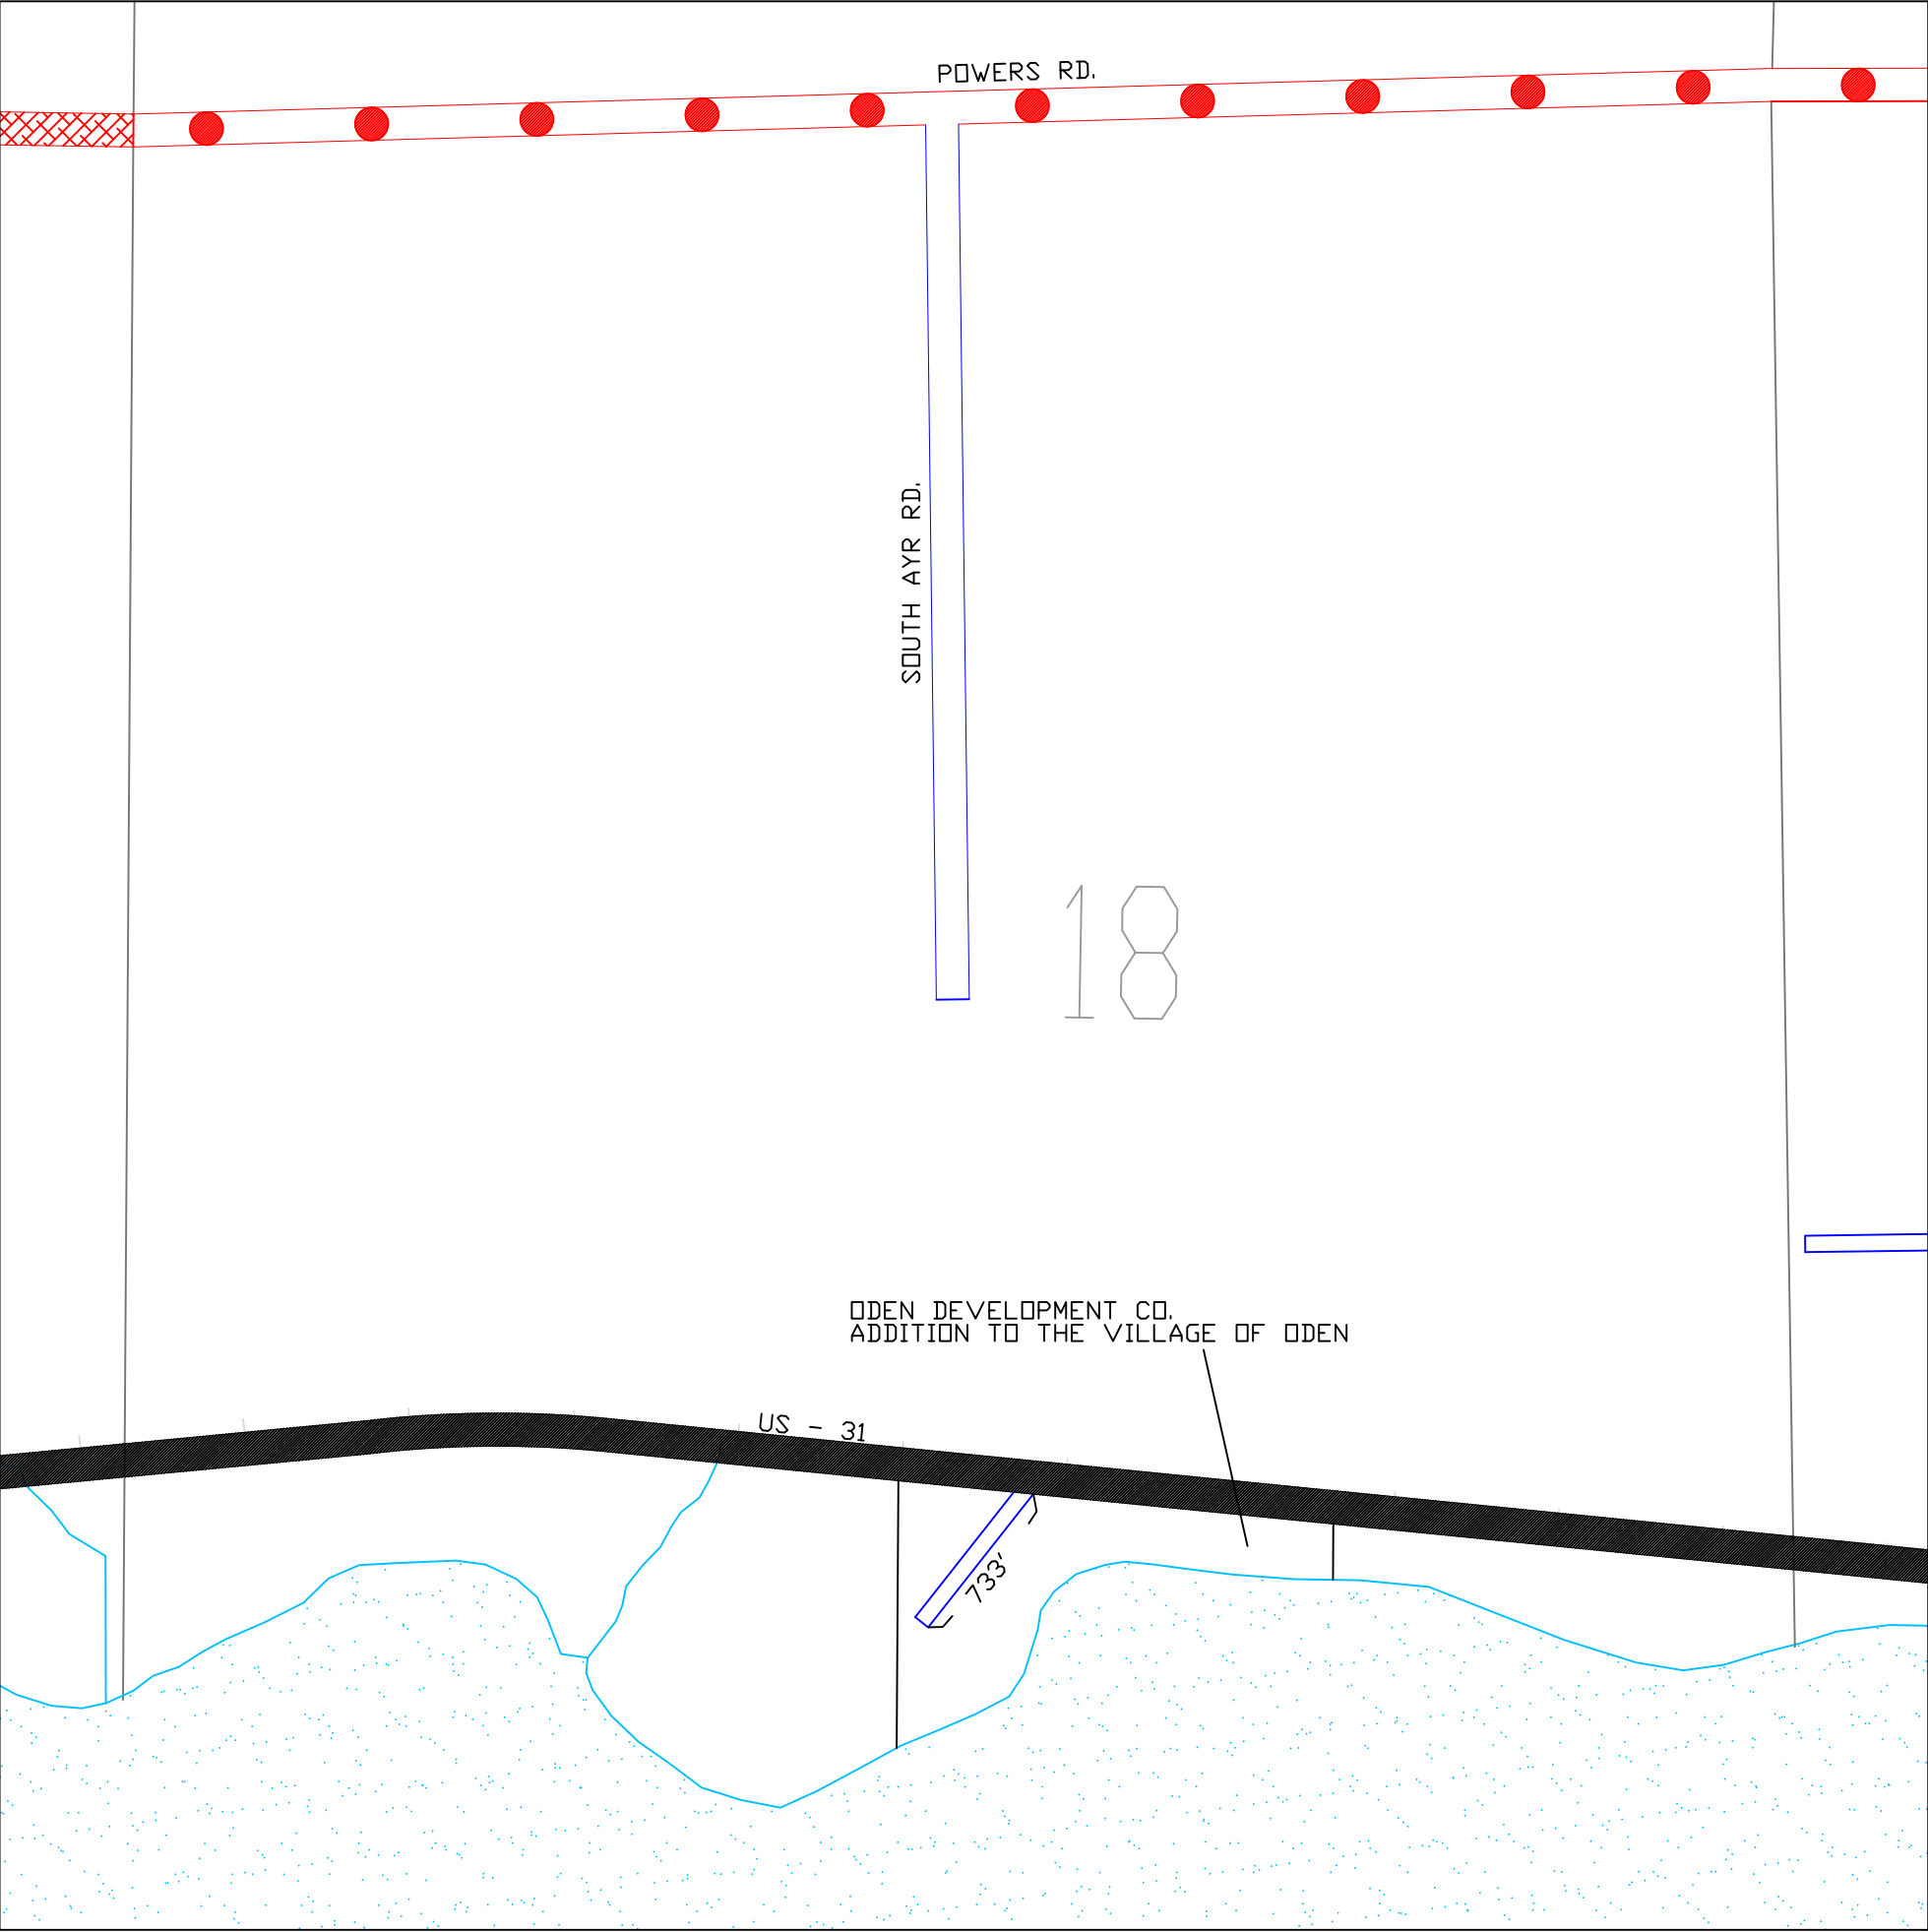 POWERS RD.
SOUTH AYR RD.
18
ODEN DEVELOPMENT CO.
ADDITION TO THE VILLAGE OF ODEN
US - 31
733'